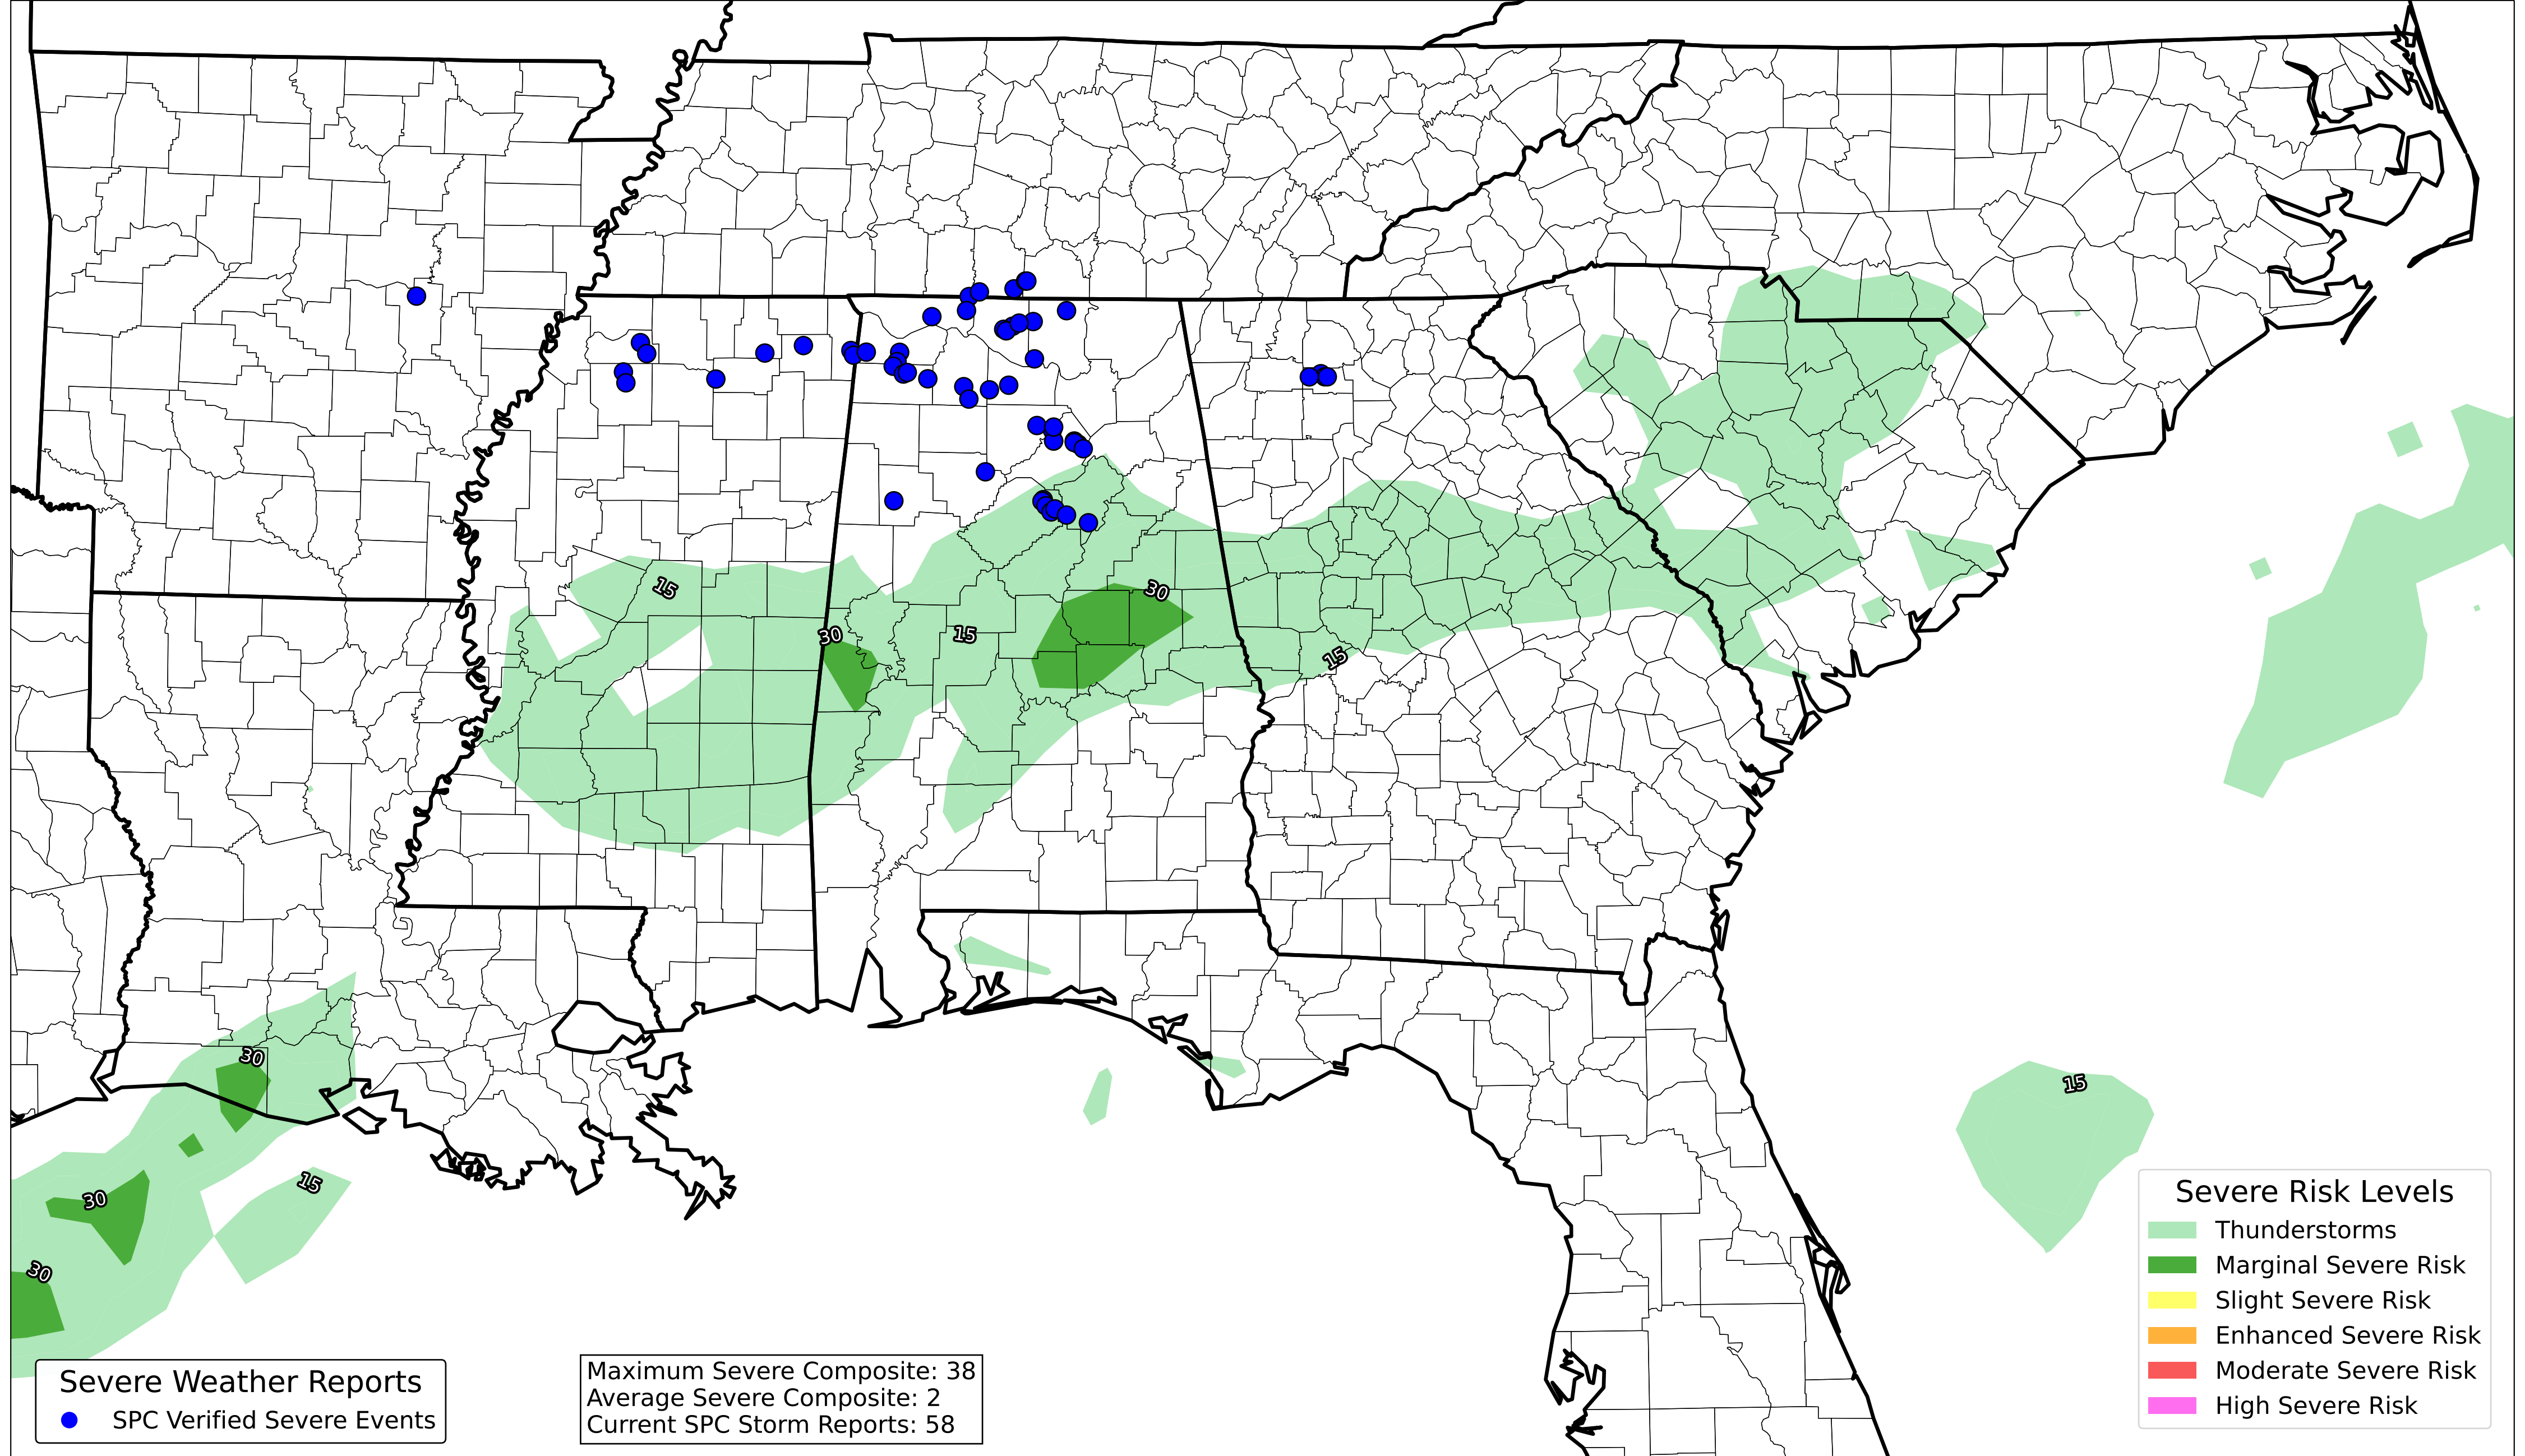 15
30
30
15
15
30
15
30
15
30
Severe Weather Reports
SPC Verified Severe Events
Maximum Severe Composite: 38
Average Severe Composite: 2
Current SPC Storm Reports: 58
Severe Risk Levels
Thunderstorms
Marginal Severe Risk
Slight Severe Risk
Enhanced Severe Risk
Moderate Severe Risk
High Severe Risk